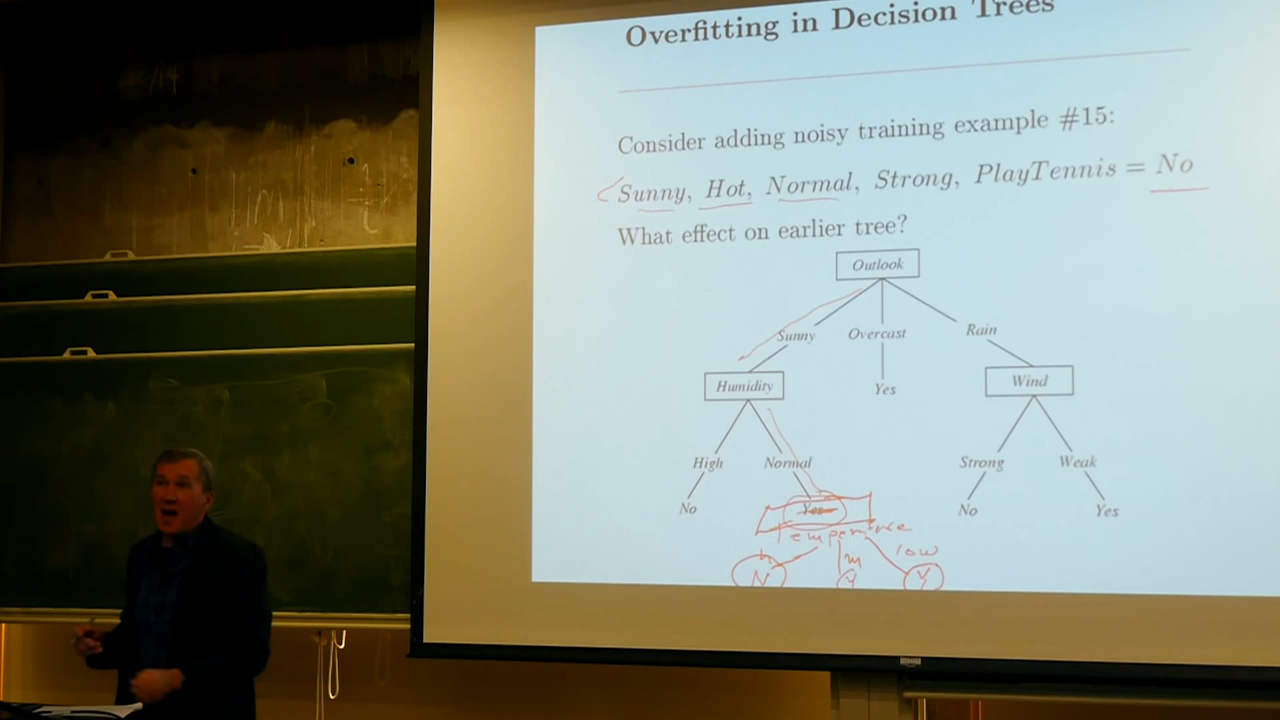 Overfitting in Decision Trees
Consider adding noisy training example #15:
Sunny, Hot, Normal, Strong, PlayTennis = No
What effect on earlier tree?
Outlook
Sunny Overcast Rain
Humidity Yes Wind
High Normal Strong Weak
No Yes No Yes
Temperature
h m low
N Y Y